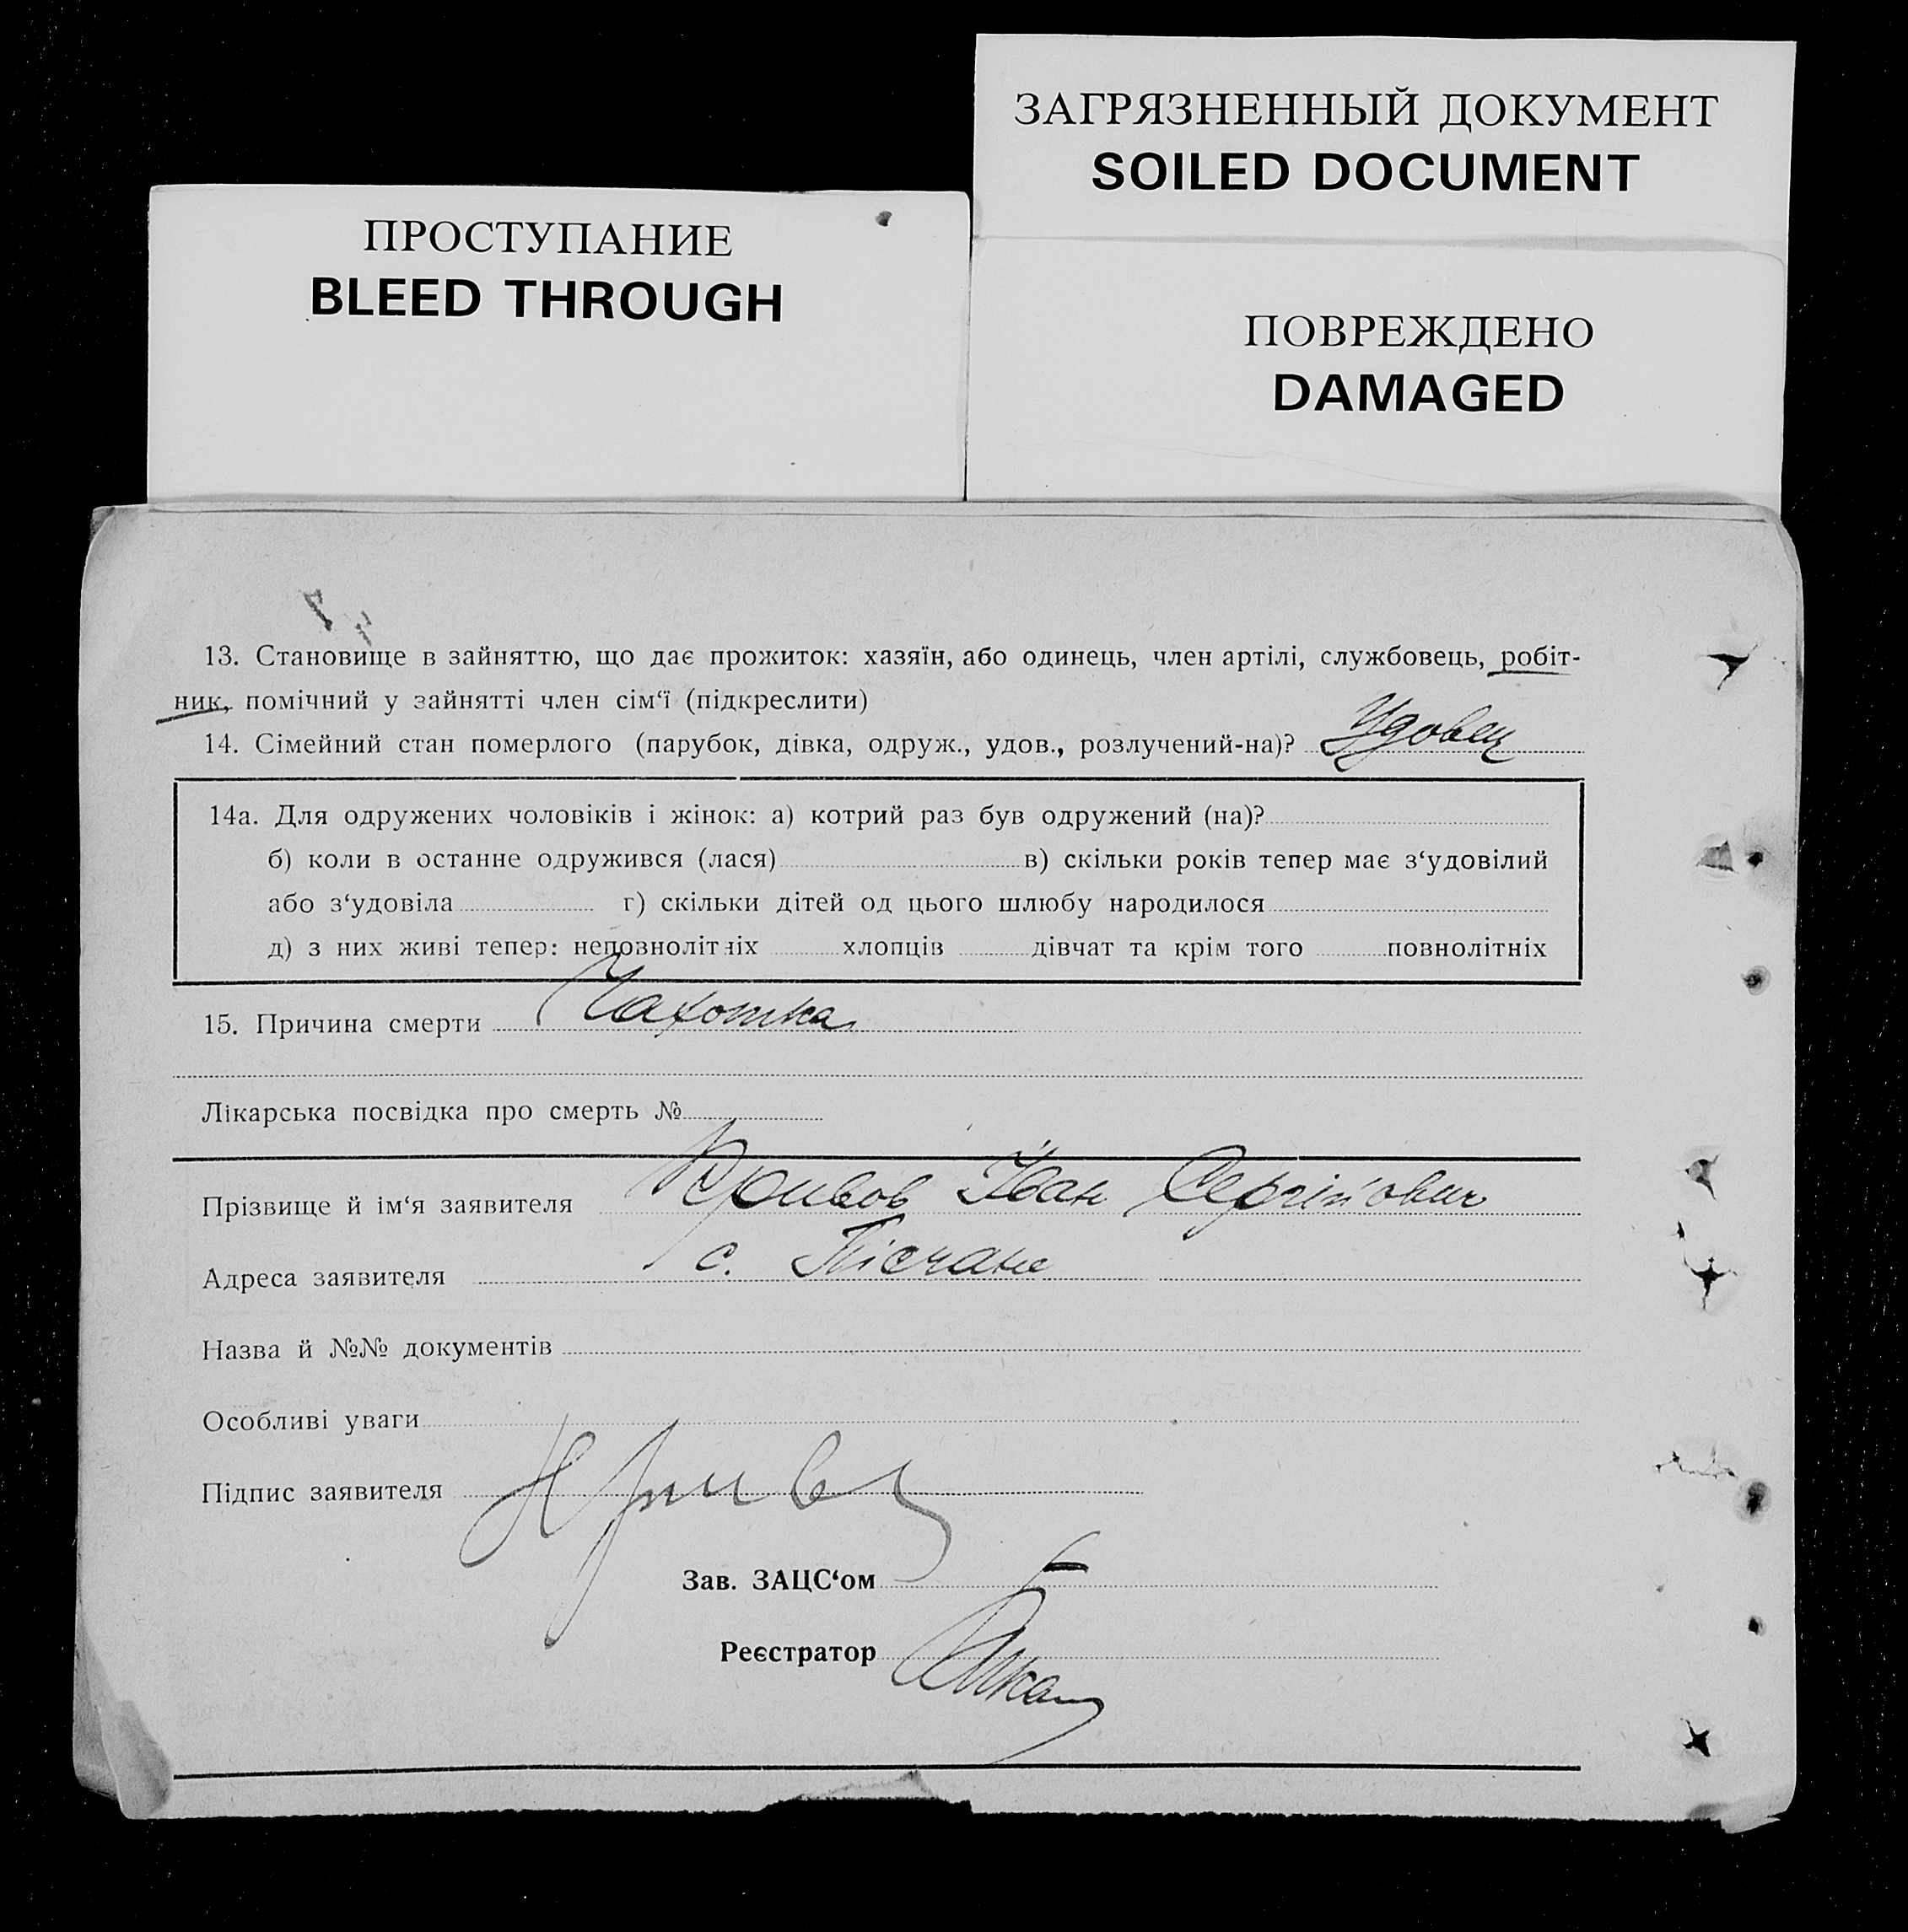 ЗАГРЯЗНЕННЫЙ ДОКУМЕНТ
SOILED DOCUMENT
ПРОСТУПАНИЕ
BLEED THROUGH
ПОВРЕЖДЕНО
DAMAGED
13. Становище в зайняттю, що дає прожиток: хазяїн, або одинець, член артілі, службовець, робіт-
ник, помічний у зайнятті член сім‘ї (підкреслити)
14. Сімейний стан померлого (парубок, дівка, одруж., удов., розлучений-на)? Удовец
14а. Для одружених чоловіків і жінок: а) котрий раз був одружений (на)?
б) коли в останнє одружився (лася) в) скільки років тепер має з‘удовілий
або з‘удовіла г) скільки дітей од цього шлюбу народилося
д) з них живі тепер: неповнолітніх хлопців дівчат та крім того повнолітніх
15. Причина смерти Чахотка
Лікарська посвідка про смерть №
Прізвище й ім‘я заявителя Кривов Іван Сергійович
Адреса заявителя с. Пісчане
Назва й №№ документів
Особливі уваги
Підпис заявителя
Зав. ЗАЦС‘ом
Реєстратор